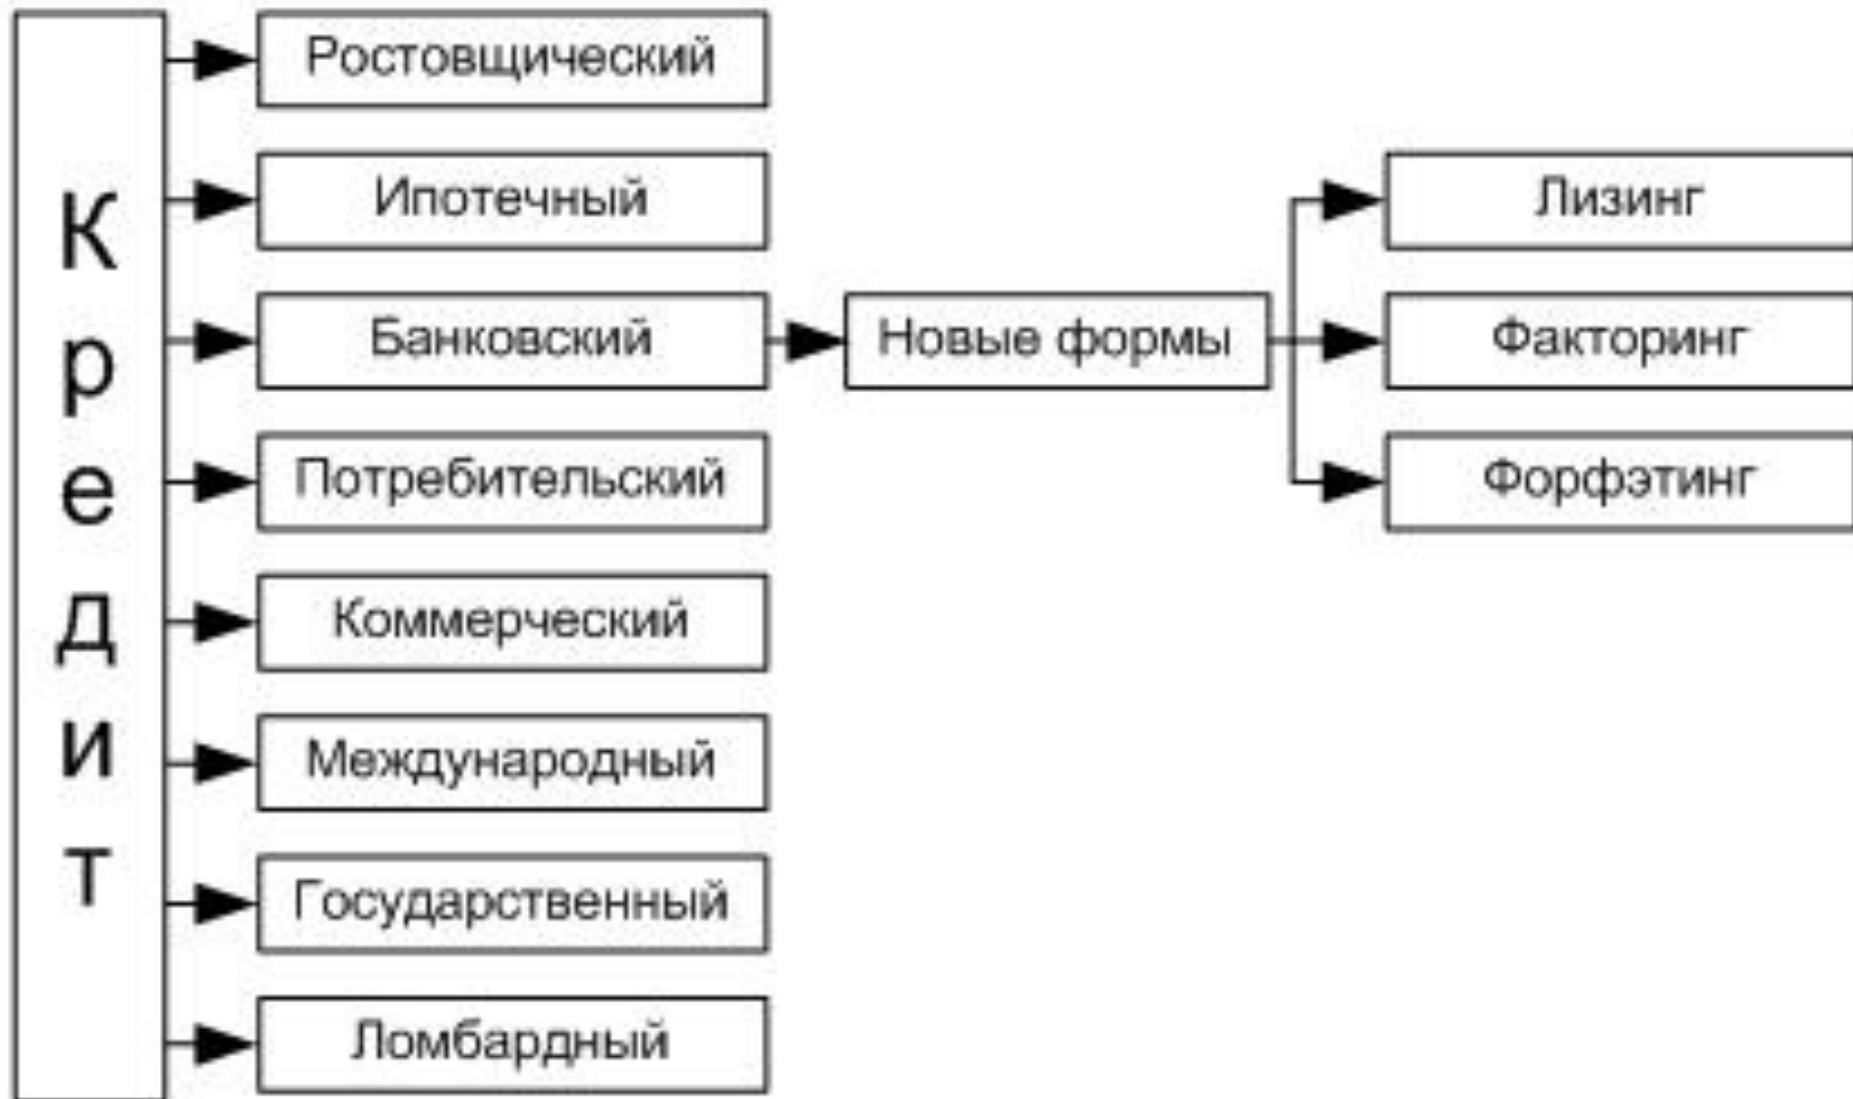 Кредит
Ростовщический
Ипотечный
Банковский
Потребительский
Коммерческий
Международный
Государственный
Ломбардный
Новые формы
Лизинг
Факторинг
Форфэтинг